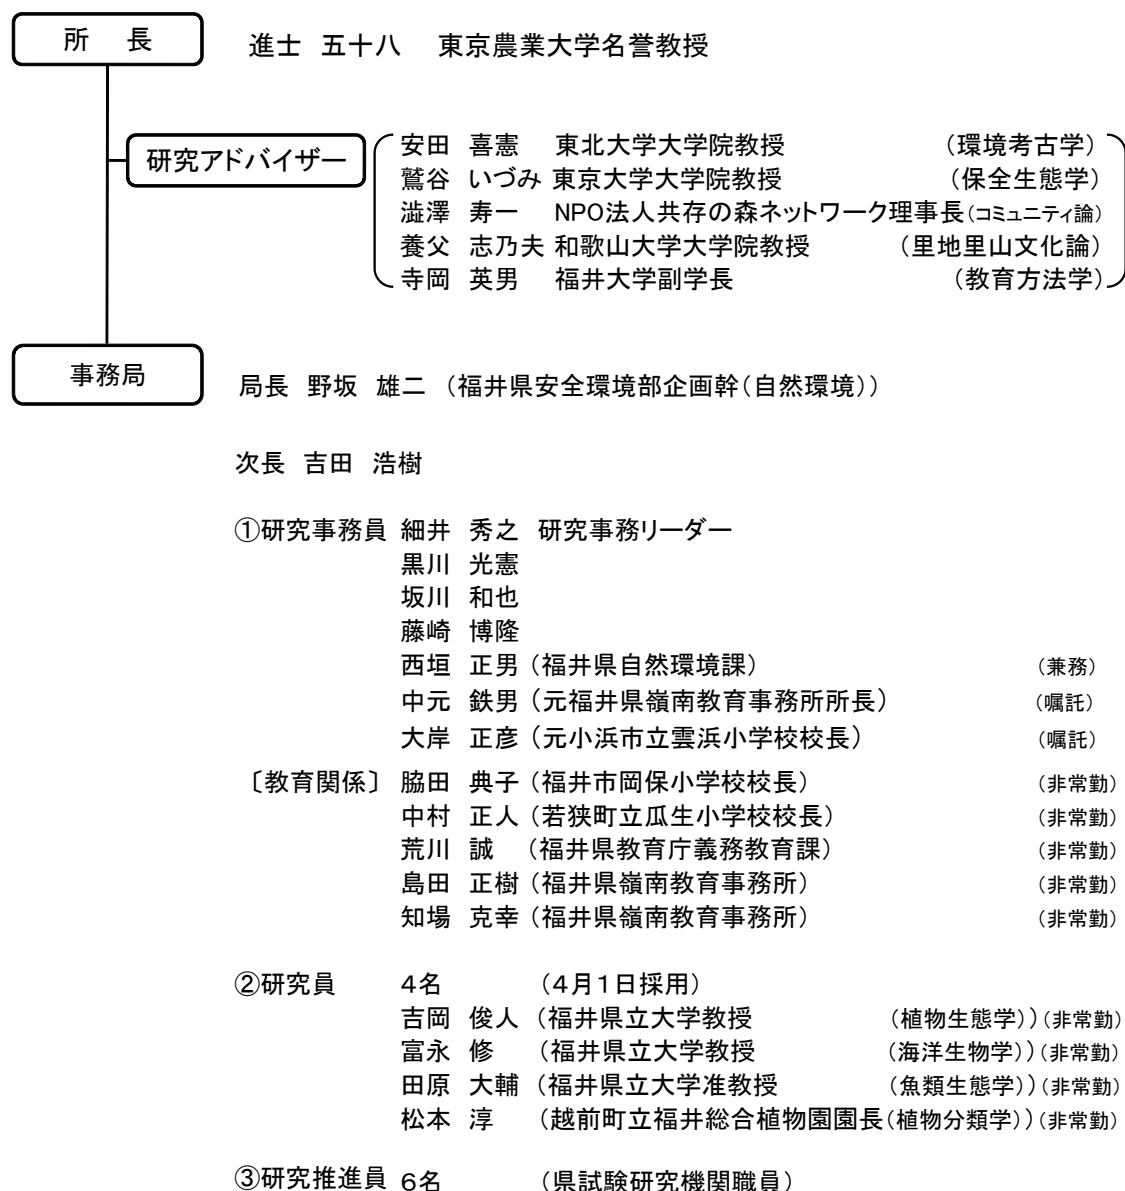 所　長　進士　五十八　東京農業大学名誉教授
研究アドバイザー
安田　喜憲　東北大学大学院教授　（環境考古学）
鷲谷　いづみ　東京大学大学院教授　（保全生態学）
澁澤　寿一　NPO法人共存の森ネットワーク理事長（コミュニティ論）
養父　志乃夫　和歌山大学大学院教授　（里地里山文化論）
寺岡　英男　福井大学副学長　（教育方法学）
事務局　局長　野坂　雄二　（福井県安全環境部企画幹（自然環境））
次長　吉田　浩樹
①研究事務員　細井　秀之　研究事務リーダー
黒川　光憲
坂川　和也
藤崎　博隆
西垣　正男（福井県自然環境課）　（兼務）
中元　鉄男（元福井県嶺南教育事務所所長）　（嘱託）
大岸　正彦（元小浜市立雲浜小学校校長）　（嘱託）
〔教育関係〕　脇田　典子（福井市岡保小学校校長）　（非常勤）
中村　正人（若狭町立瓜生小学校校長）　（非常勤）
荒川　誠　（福井県教育庁義務教育課）　（非常勤）
島田　正樹（福井県嶺南教育事務所）　（非常勤）
知場　克幸（福井県嶺南教育事務所）　（非常勤）
②研究員　４名　（４月１日採用）
吉岡　俊人　（福井県立大学教授　（植物生態学））（非常勤）
富永　修　（福井県立大学教授　（海洋生物学））（非常勤）
田原　大輔　（福井県立大学准教授　（魚類生態学））（非常勤）
松本　淳　（越前町立福井総合植物園園長（植物分類学））（非常勤）
③研究推進員　６名　（県試験研究機関職員）